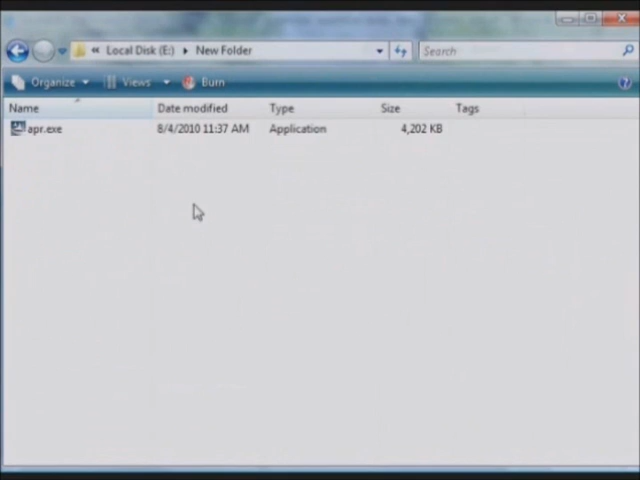 « Local Disk (E:) ▸ New Folder
Search
Organize Views Burn
Name Date modified Type Size Tags
apr.exe 8/4/2010 11:37 AM Application 4,202 KB